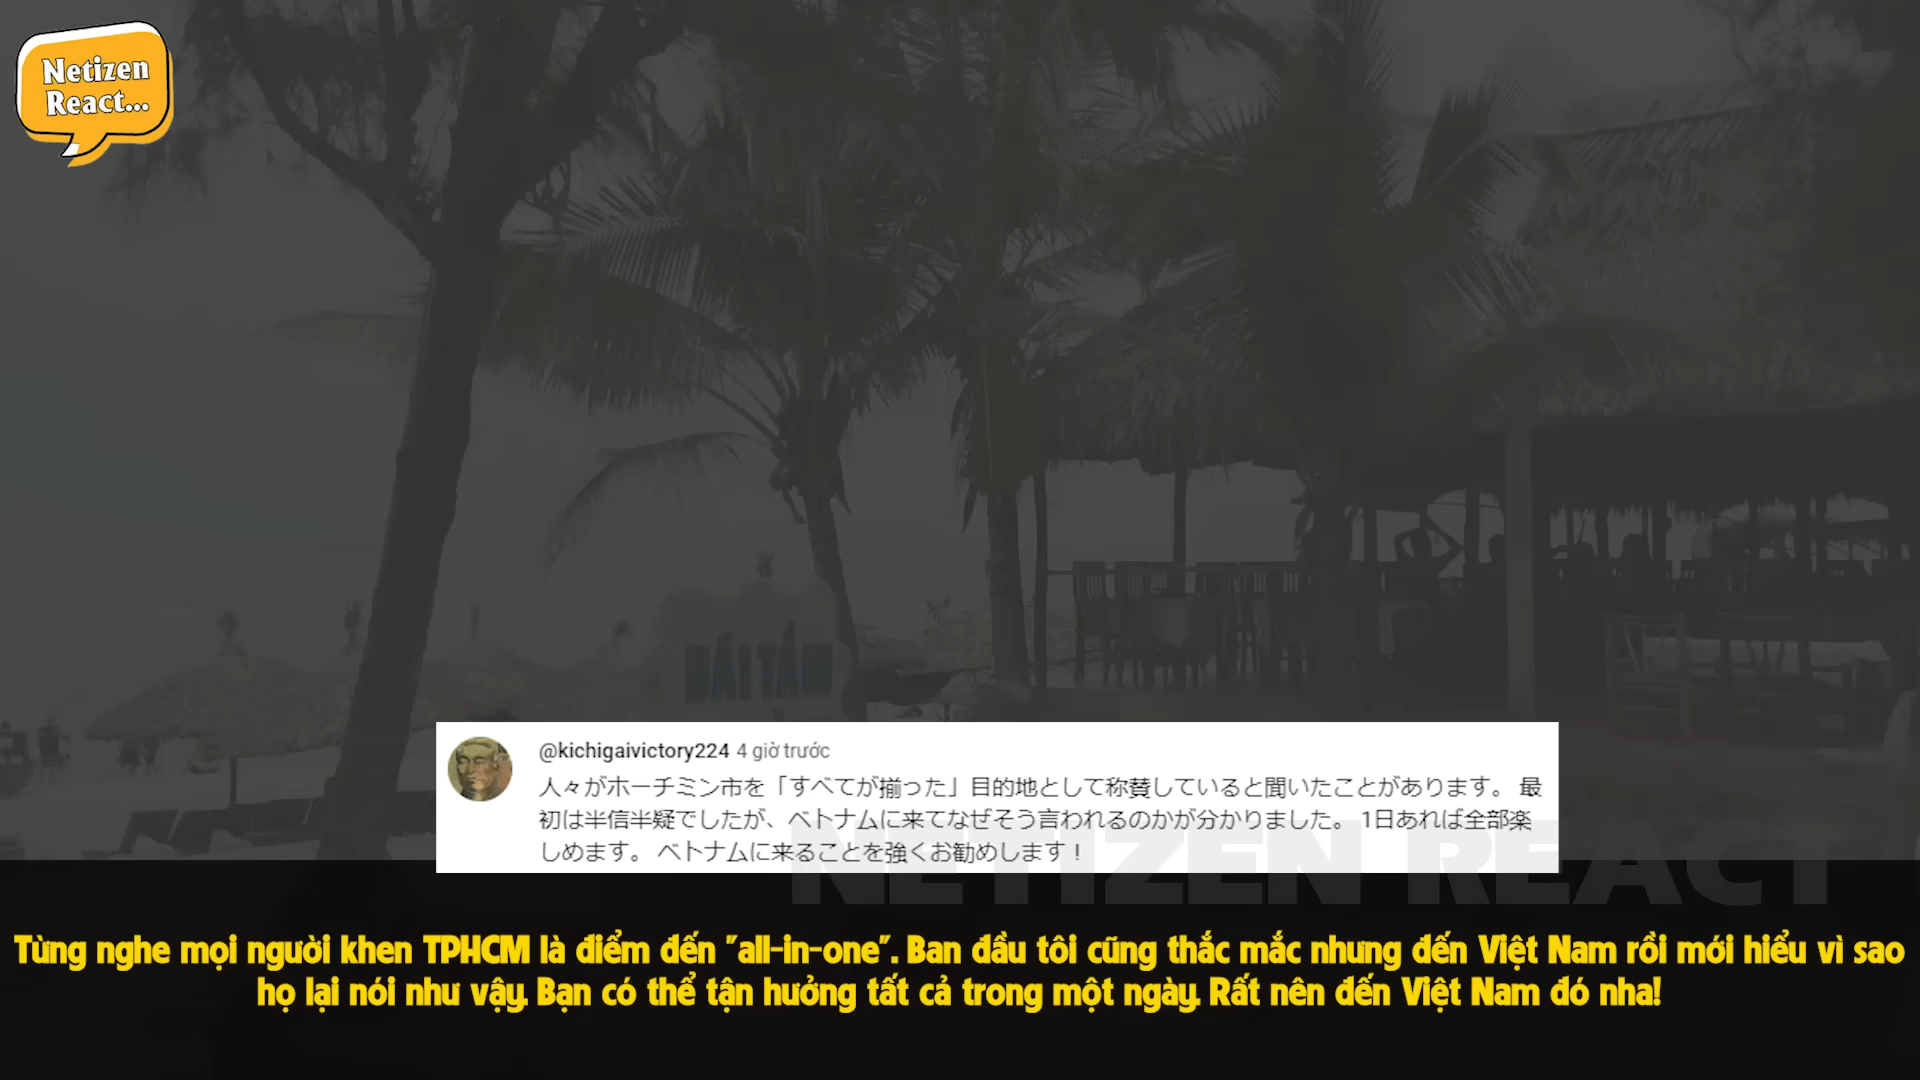 Netizen
React...
BÃI TẮM
@kichigaivictory224 4 giờ trước
人々がホーチミン市を「すべてが揃った」目的地として称賛していると聞いたことがあります。 最
初は半信半疑でしたが、ベトナムに来てなぜそう言われるのかが分かりました。 1日あれば全部楽
しめます。 ベトナムに来ることを強くお勧めします！
NETIZEN REACT
Từng nghe mọi người khen TPHCM là điểm đến "all-in-one". Ban đầu tôi cũng thắc mắc nhưng đến Việt Nam rồi mới hiểu vì sao
họ lại nói như vậy. Bạn có thể tận hưởng tất cả trong một ngày. Rất nên đến Việt Nam đó nha!